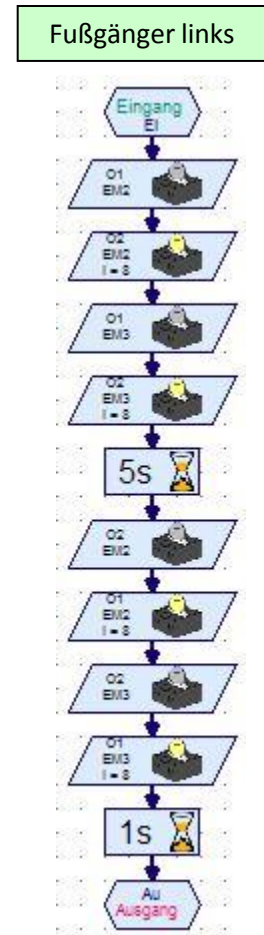 Fußgänger links
Eingang
EI
O1
EM2
O2
EM2
I = 8
O1
EM3
O2
EM3
I = 8
5s
O2
EM2
O1
EM2
I = 8
O2
EM3
O1
EM3
I = 8
1s
Au
Ausgang